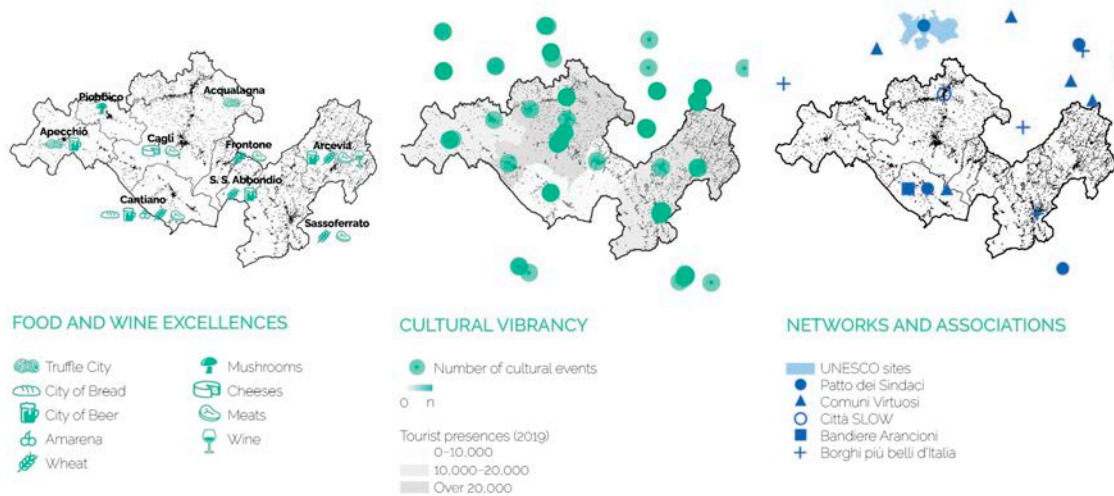 Piobbico
Acqualagna
Apecchio
Cagli
Frontone
Arcevia
S. S. Abbondio
Cantiano
Sassoferrato
FOOD AND WINE EXCELLENCES
Truffle City
City of Bread
City of Beer
Amarena
Wheat
Mushrooms
Cheeses
Meats
Wine
CULTURAL VIBRANCY
Number of cultural events
0 n
Tourist presences (2019)
0-10.000
10.000-20.000
Over 20.000
NETWORKS AND ASSOCIATIONS
UNESCO sites
Patto dei Sindaci
Comuni Virtuosi
Città SLOW
Bandiere Arancioni
Borghi più belli d'Italia